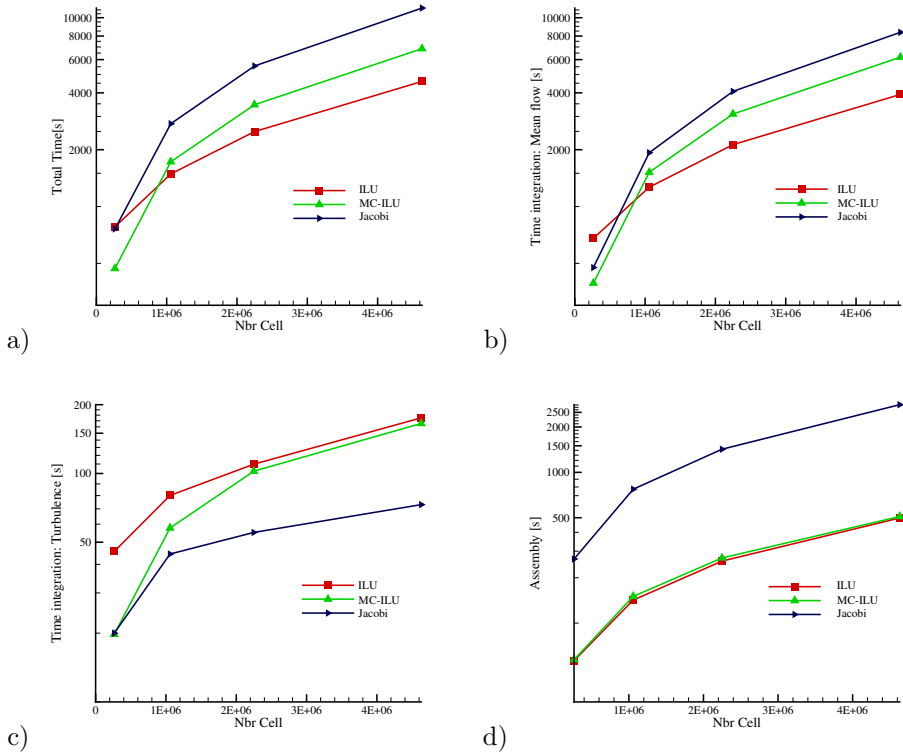 10000
8000
6000
4000
2000
Total Time[s]
ILU
MC-ILU
Jacobi
0
1E+06
2E+06
3E+06
4E+06
Nbr Cell
a)
10000
8000
6000
4000
2000
Time integration: Mean flow [s]
ILU
MC-ILU
Jacobi
0
1E+06
2E+06
3E+06
4E+06
Nbr Cell
b)
200
150
100
50
Time integration: Turbulence [s]
ILU
MC-ILU
Jacobi
0
1E+06
2E+06
3E+06
4E+06
Nbr Cell
c)
2500
2000
1500
1000
500
Assembly [s]
ILU
MC-ILU
Jacobi
1E+06
2E+06
3E+06
4E+06
Nbr Cell
d)